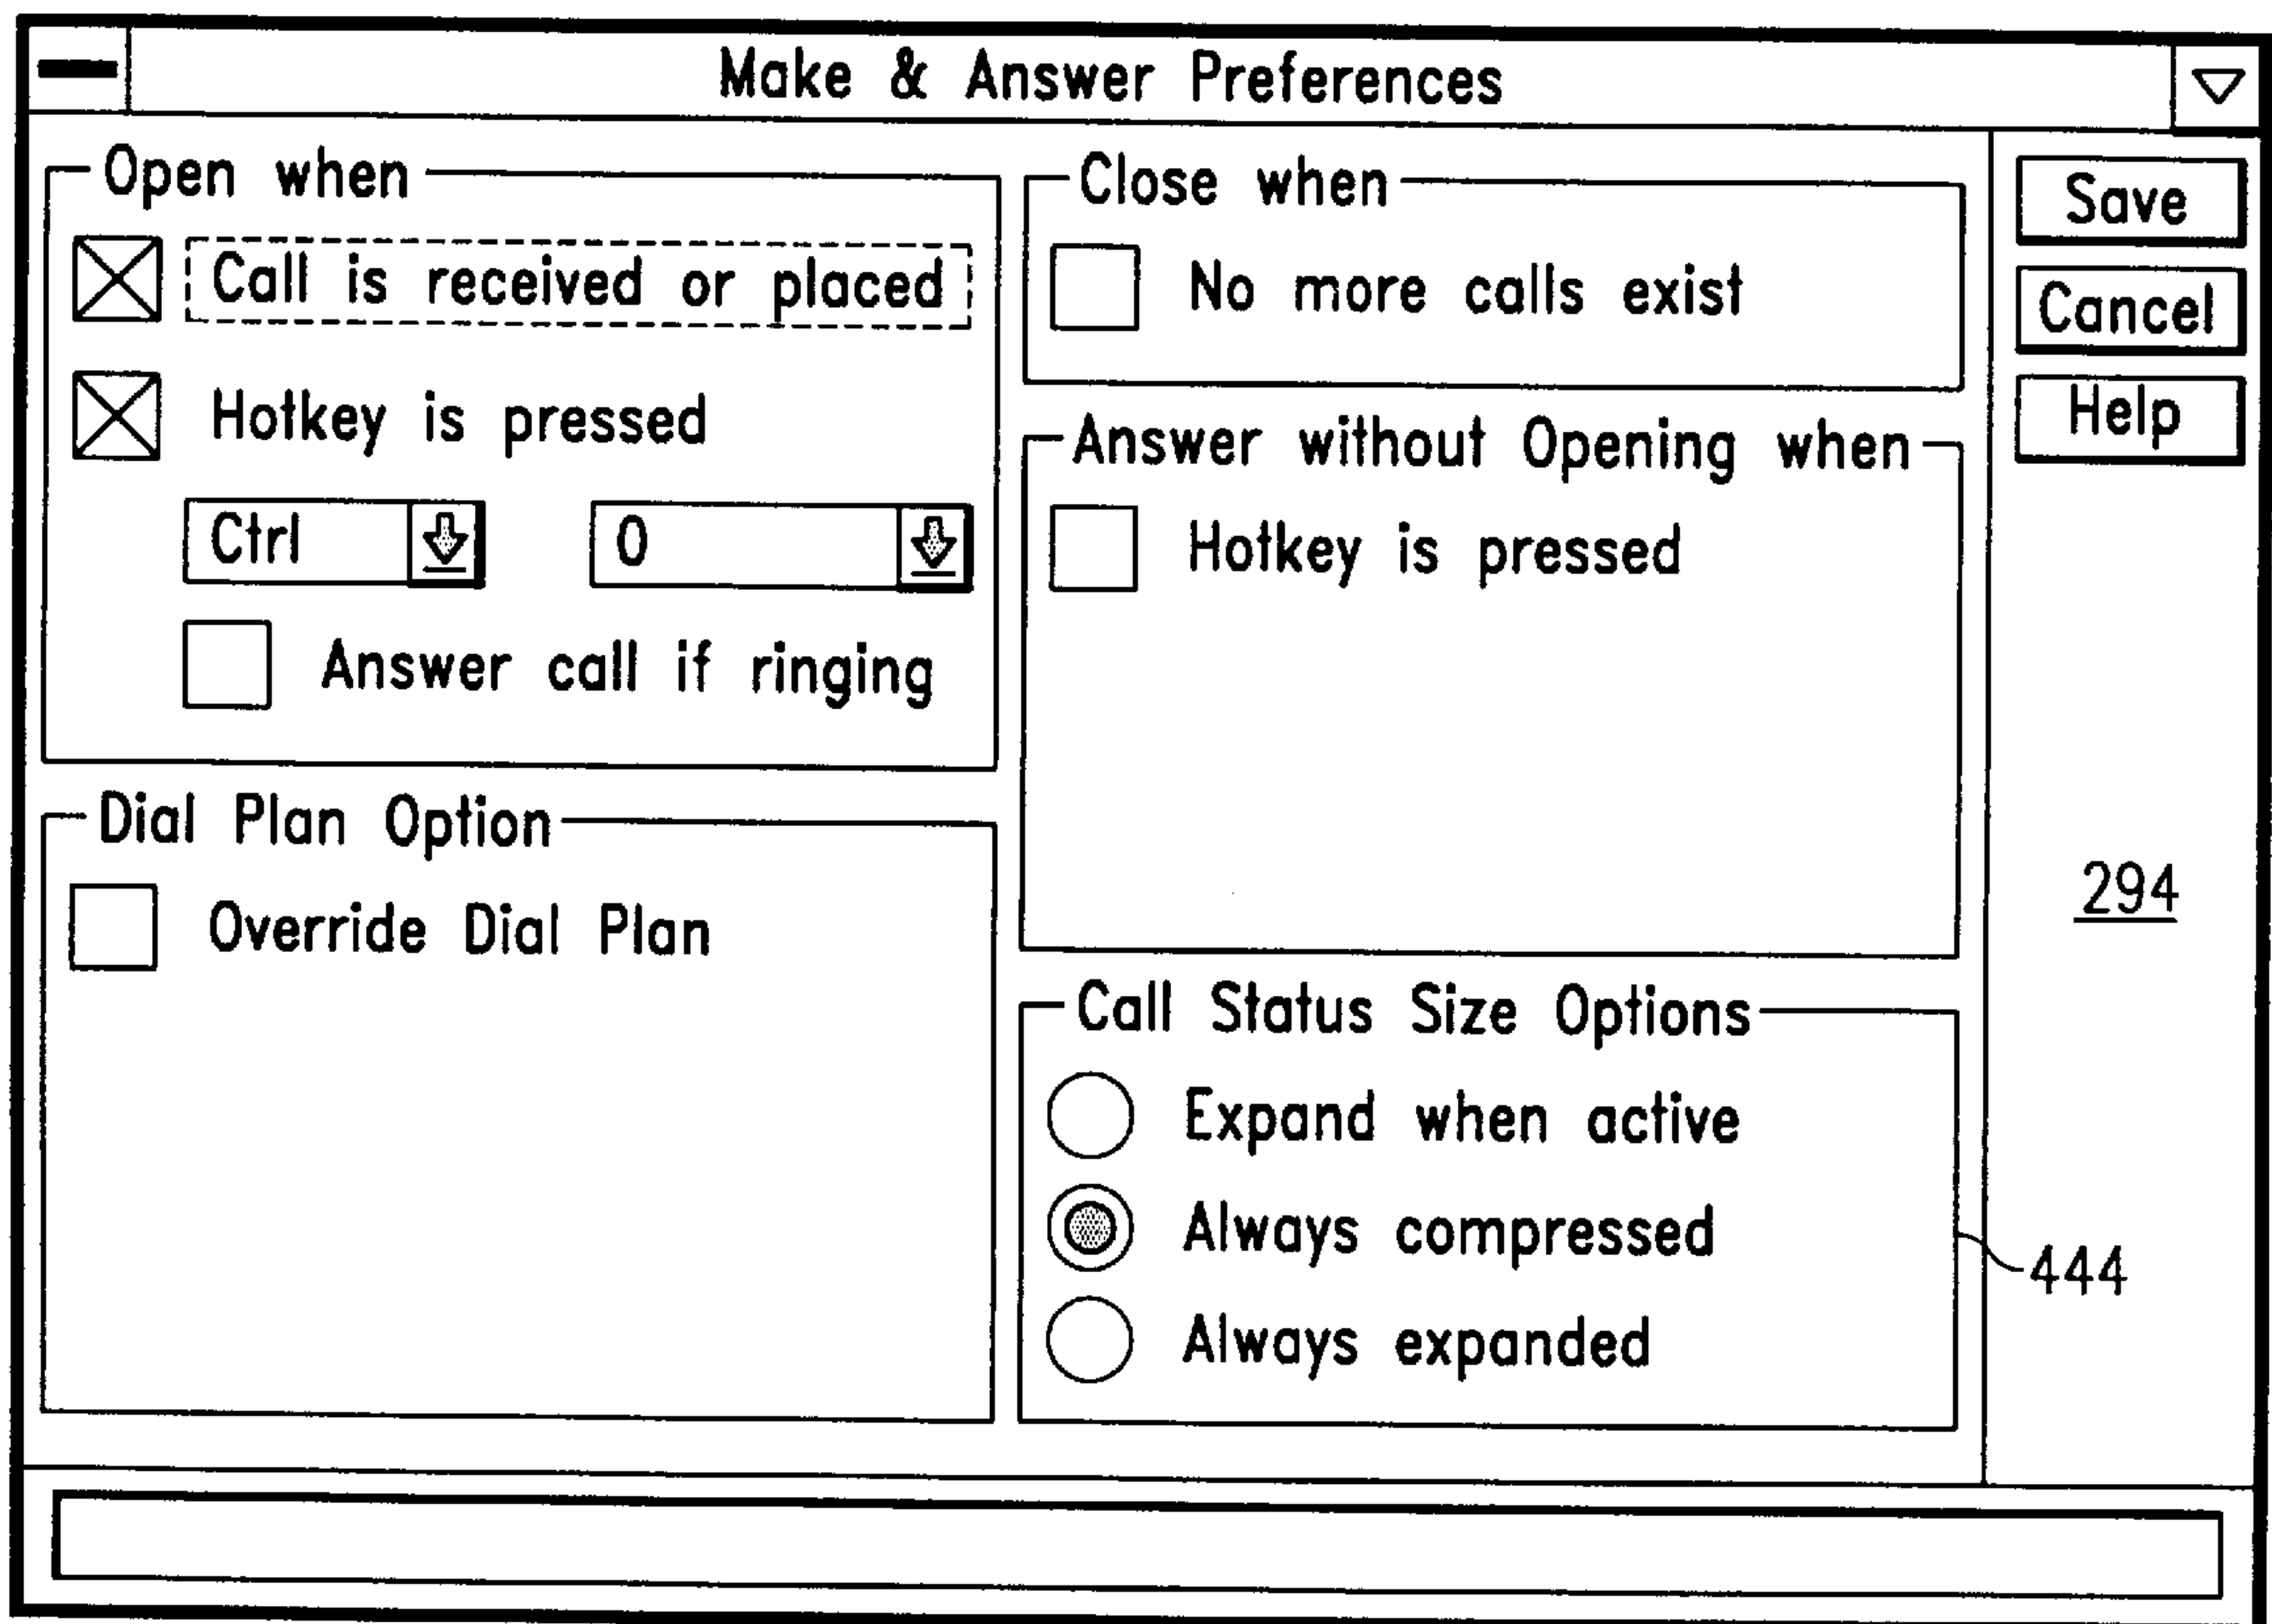 Make & Answer Preferences
Open when
Call is received or placed
Hotkey is pressed
Ctrl
0
Answer call if ringing
Dial Plan Option
Override Dial Plan
Close when
No more calls exist
Answer without Opening when
Hotkey is pressed
Call Status Size Options
Expand when active
Always compressed
Always expanded
Save
Cancel
Help
294
444